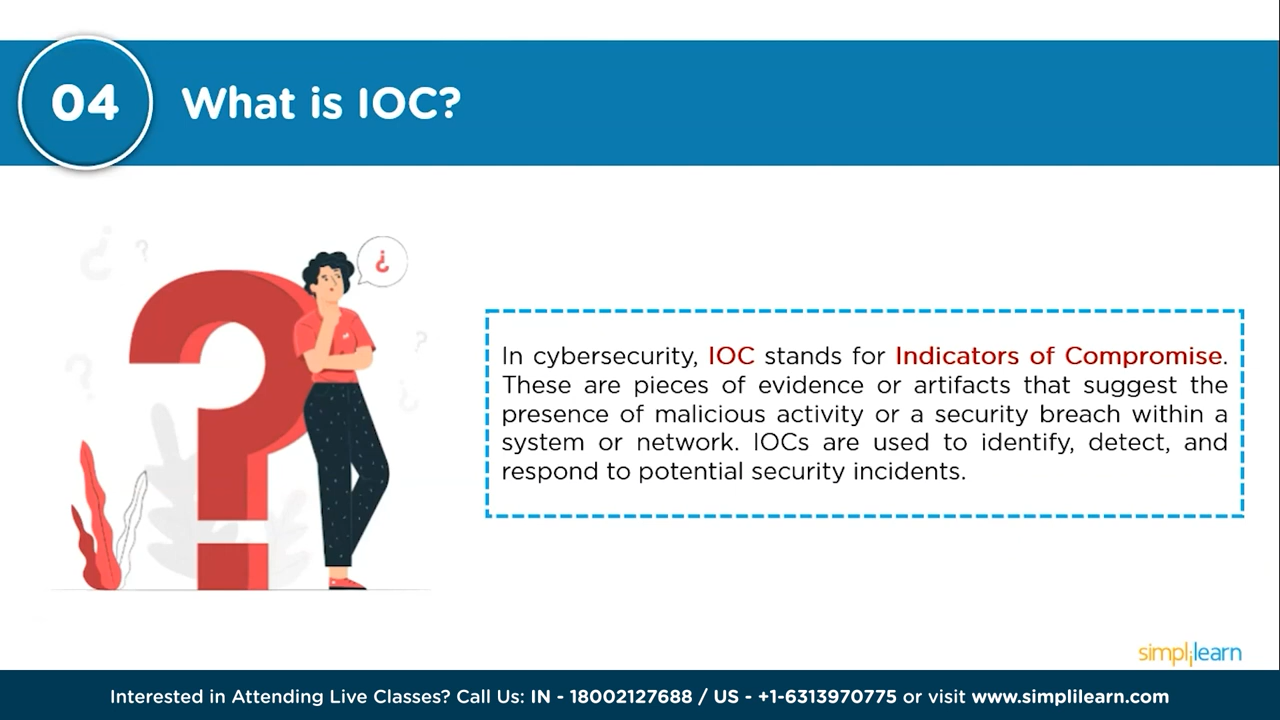 04
What is IOC?
¿
?
¿
?
?
¿
In cybersecurity, IOC stands for Indicators of Compromise.
These are pieces of evidence or artifacts that suggest the
presence of malicious activity or a security breach within a
system or network. IOCs are used to identify, detect, and
respond to potential security incidents.
simplilearn
Interested in Attending Live Classes? Call Us: IN - 18002127688 / US - +1-6313970775 or visit www.simplilearn.com